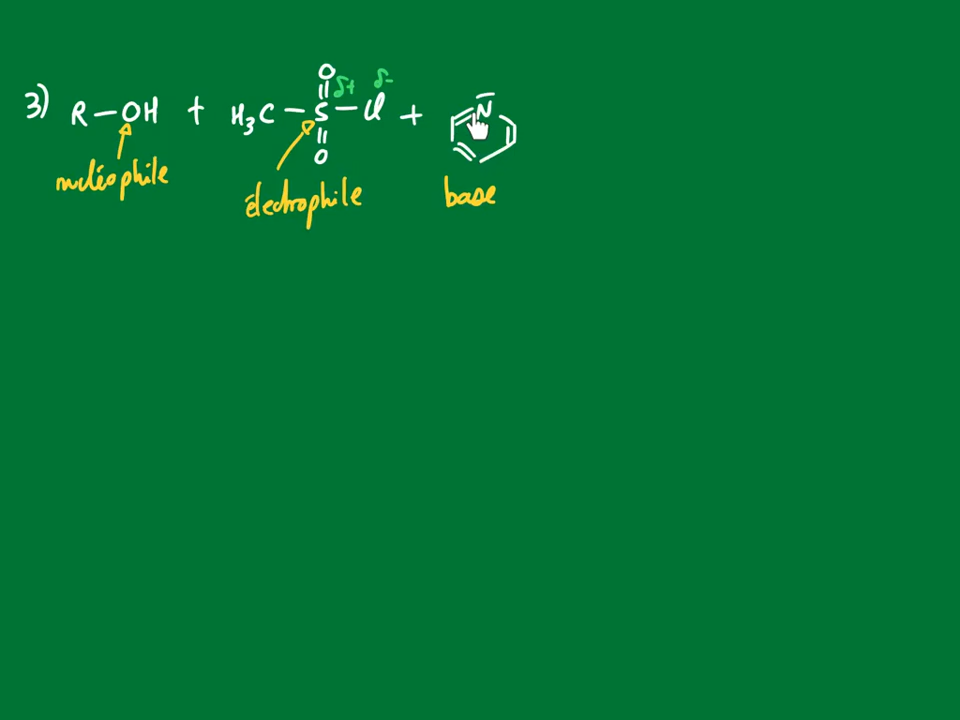 O δ+ δ-
3) R—OH + H₃C—S—Cl + N
O
nucléophile électrophile base